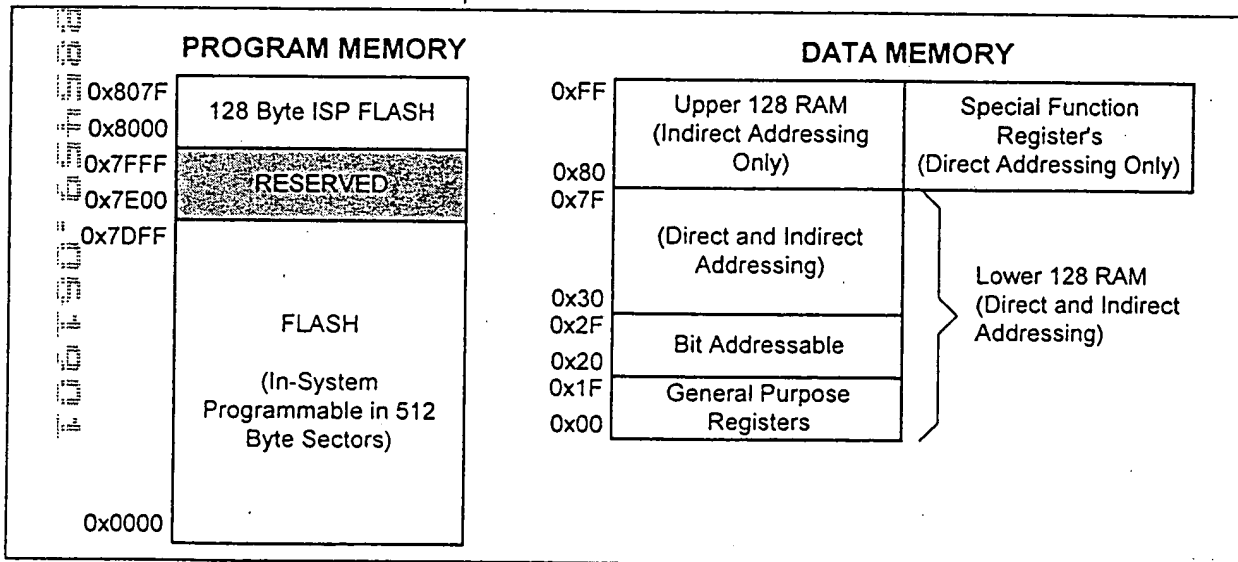 PROGRAM MEMORY
0x807F
0x8000
128 Byte ISP FLASH
0x7FFF
0x7E00
RESERVED
0x7DFF
FLASH
(In-System
Programmable in 512
Byte Sectors)
0x0000
DATA MEMORY
0xFF
0x80
Upper 128 RAM
(Indirect Addressing
Only)
Special Function
Register's
(Direct Addressing Only)
0x7F
(Direct and Indirect
Addressing)
0x30
0x2F
Bit Addressable
0x20
0x1F
General Purpose
Registers
0x00
Lower 128 RAM
(Direct and Indirect
Addressing)